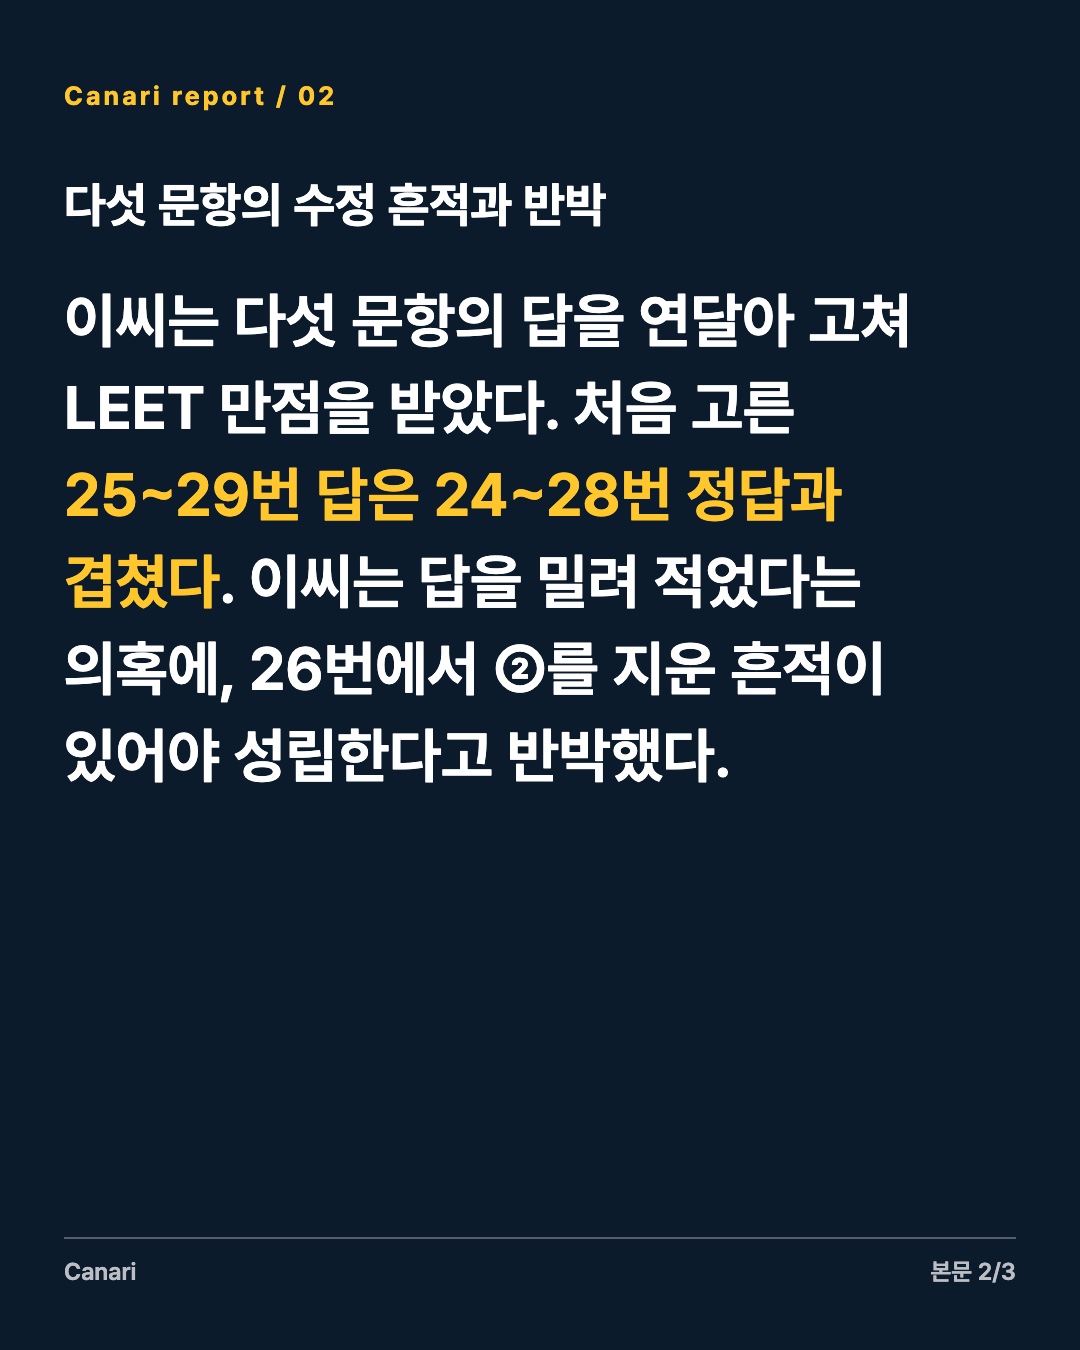 Canari report / 02
다섯 문항의 수정 흔적과 반박
이씨는 다섯 문항의 답을 연달아 고쳐
LEET 만점을 받았다. 처음 고른
25~29번 답은 24~28번 정답과
겹쳤다. 이씨는 답을 밀려 적었다는
의혹에, 26번에서 ②를 지운 흔적이
있어야 성립한다고 반박했다.
Canari
본문 2/3